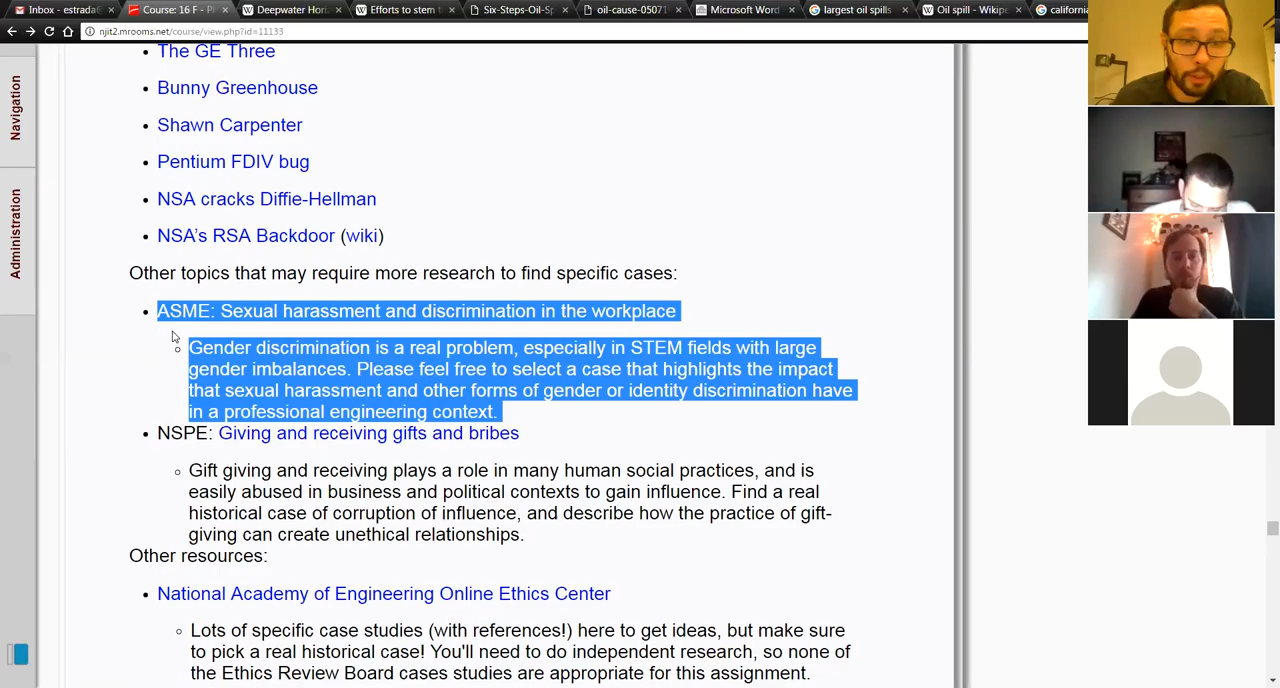 Inbox - estrada@
Course: 16 F - P
Deepwater Hori
Efforts to stem t
Six-Steps-Oil-Sp
oil-cause-05071
Microsoft Word
largest oil spills
Oil spill - Wikipe
california
njit2.mrooms.net/course/view.php?id=11133
Navigation
Administration
The GE Three
Bunny Greenhouse
Shawn Carpenter
Pentium FDIV bug
NSA cracks Diffie-Hellman
NSA's RSA Backdoor (wiki)
Other topics that may require more research to find specific cases:
ASME: Sexual harassment and discrimination in the workplace
Gender discrimination is a real problem, especially in STEM fields with large
gender imbalances. Please feel free to select a case that highlights the impact
that sexual harassment and other forms of gender or identity discrimination have
in a professional engineering context.
NSPE: Giving and receiving gifts and bribes
Gift giving and receiving plays a role in many human social practices, and is
easily abused in business and political contexts to gain influence. Find a real
historical case of corruption of influence, and describe how the practice of gift-
giving can create unethical relationships.
Other resources:
National Academy of Engineering Online Ethics Center
Lots of specific case studies (with references!) here to get ideas, but make sure
to pick a real historical case! You'll need to do independent research, so none of
the Ethics Review Board cases studies are appropriate for this assignment.